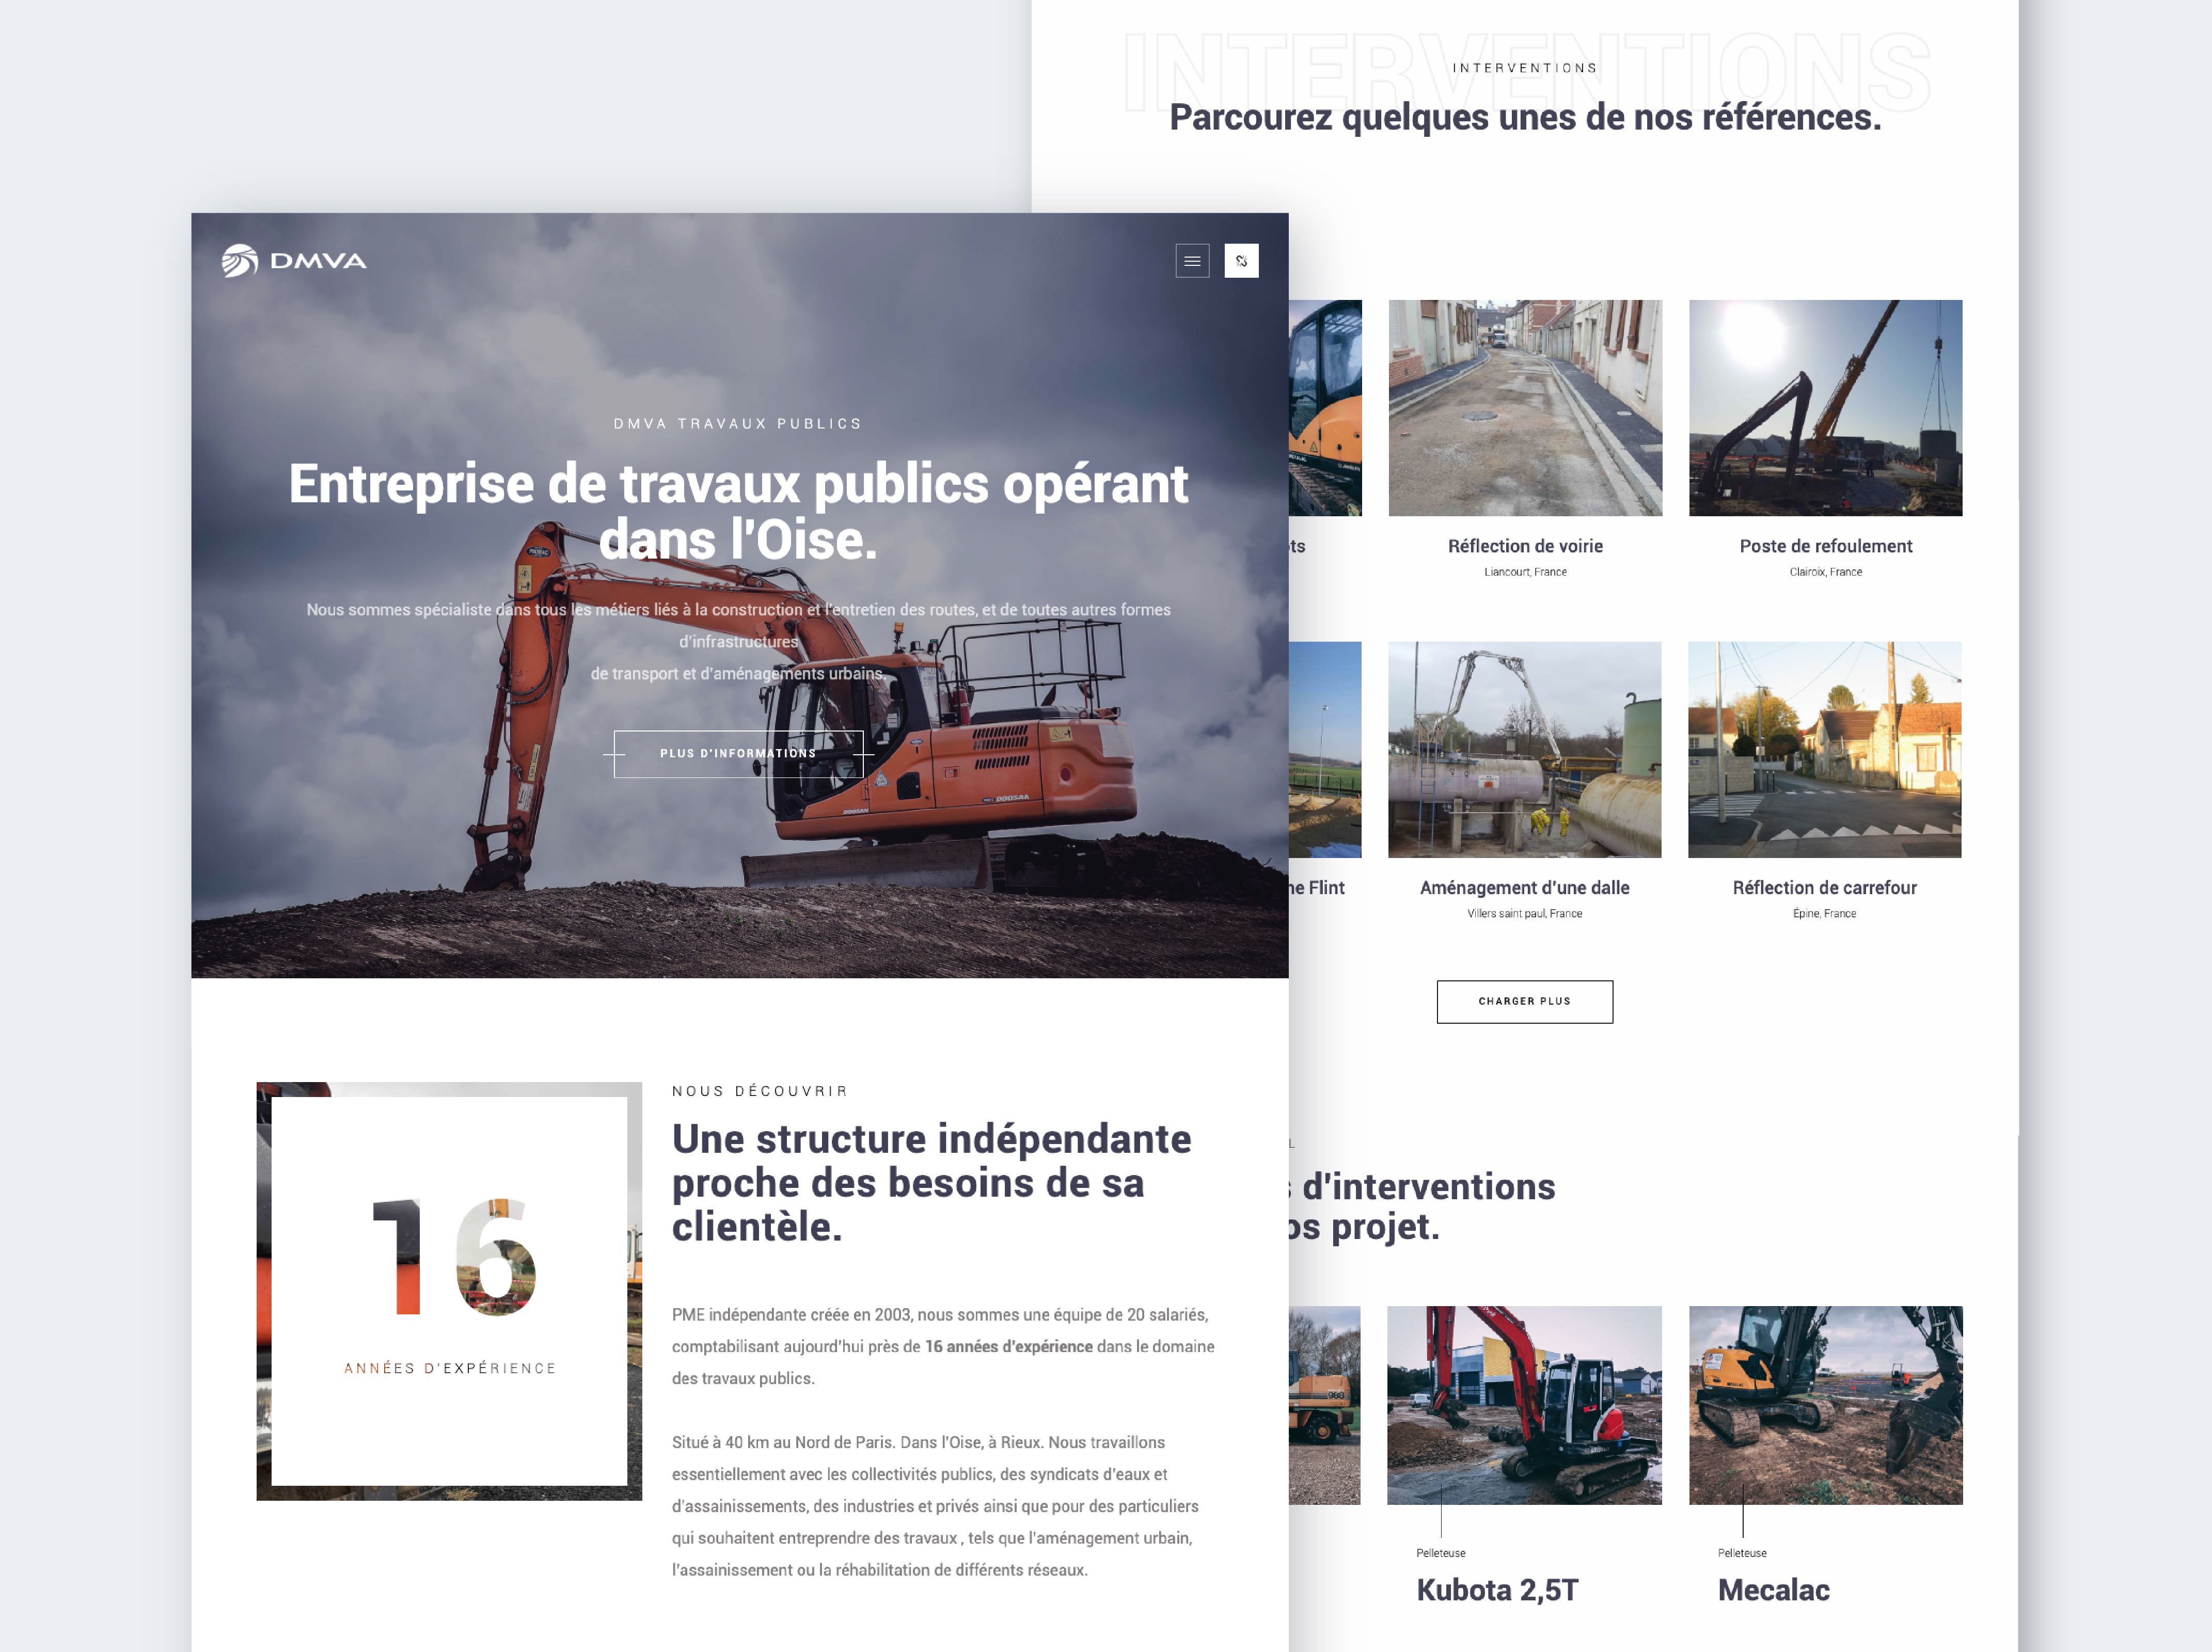 DMVA
DMVA TRAVAUX PUBLICS
Entreprise de travaux publics opérant
dans l'Oise.
Nous sommes spécialiste dans tous les métiers liés à la construction et l'entretien des routes, et de toutes autres formes
d'infrastructures
de transport et d'aménagements urbains.
PLUS D'INFORMATIONS
DOOSAN
DOOSAN
16
ANNÉES D'EXPÉRIENCE
NOUS DÉCOUVRIR
Une structure indépendante
proche des besoins de sa
clientèle.
PME indépendante créée en 2003, nous sommes une équipe de 20 salariés,
comptabilisant aujourd'hui près de 16 années d'expérience dans le domaine
des travaux publics.
Situé à 40 km au Nord de Paris. Dans l'Oise, à Rieux. Nous travaillons
essentiellement avec les collectivités publics, des syndicats d'eaux et
d'assainissements, des industries et privés ainsi que pour des particuliers
qui souhaitent entreprendre des travaux , tels que l'aménagement urbain,
l'assainissement ou la réhabilitation de différents réseaux.
INTERVENTIONS
INTERVENTIONS
Parcourez quelques unes de nos références.
ts
Réflection de voirie
Liancourt, France
Poste de refoulement
Clairoix, France
ne Flint
Aménagement d'une dalle
Villers saint paul, France
Réflection de carrefour
Épine, France
CHARGER PLUS
L
s d'interventions
os projet.
Pelleteuse
Kubota 2,5T
Pelleteuse
Mecalac